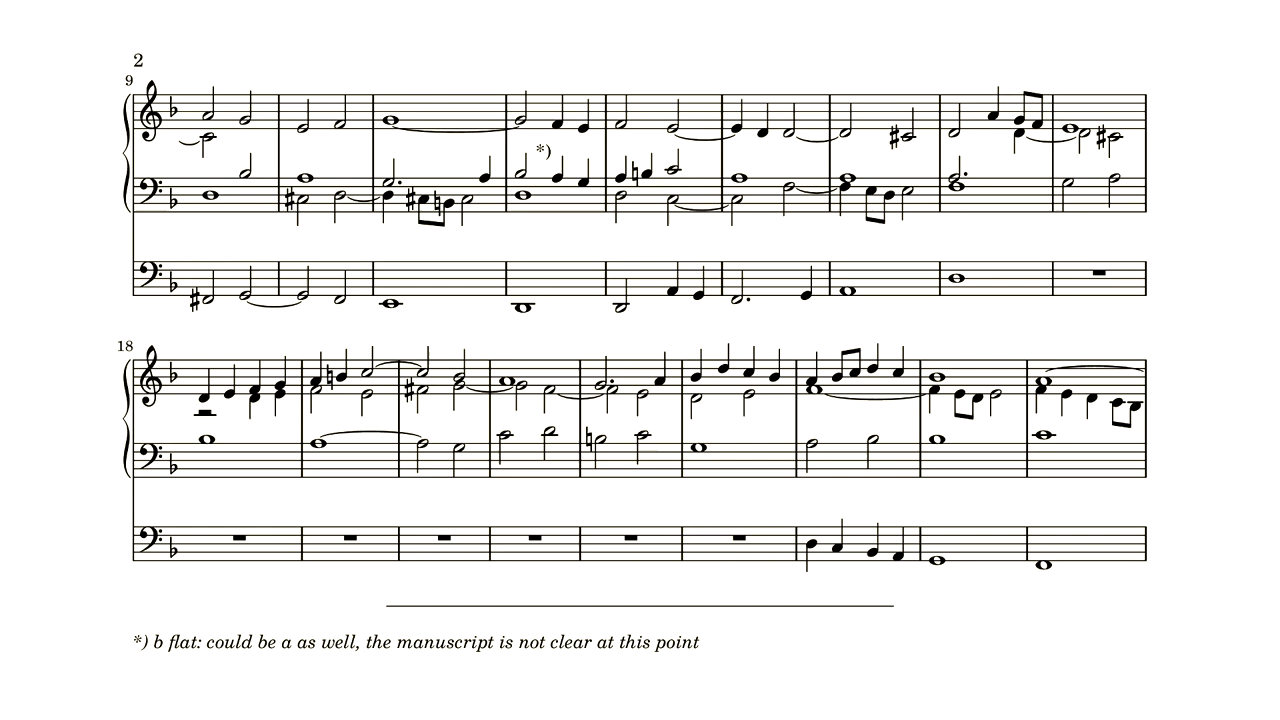 2
9
*)
18
*) b flat: could be a as well, the manuscript is not clear at this point